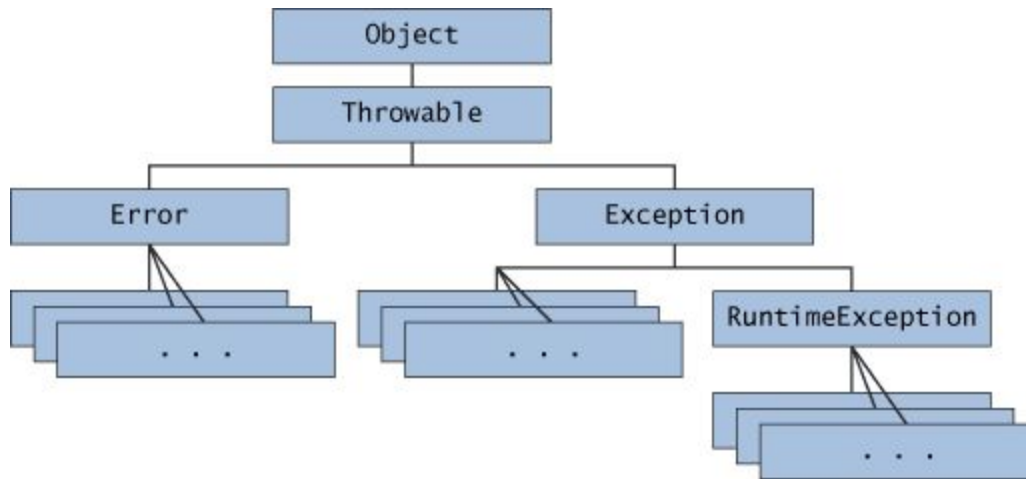 Object
Throwable
Error
Exception
RuntimeException
. . .
. . .
. . .